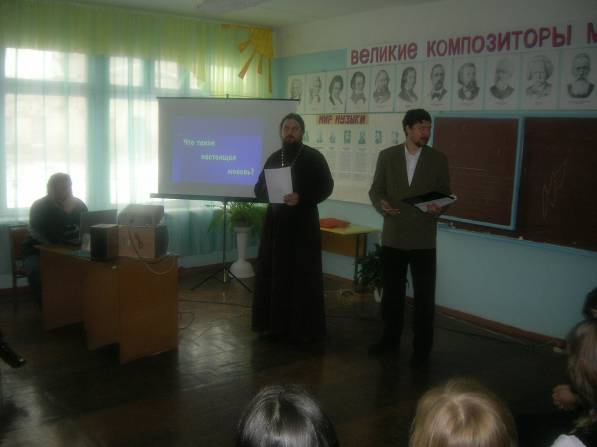 ВЕЛИКИЕ КОМПОЗИТОРЫ М
МИР МУЗЫКИ
Что такое
настоящая
любовь?